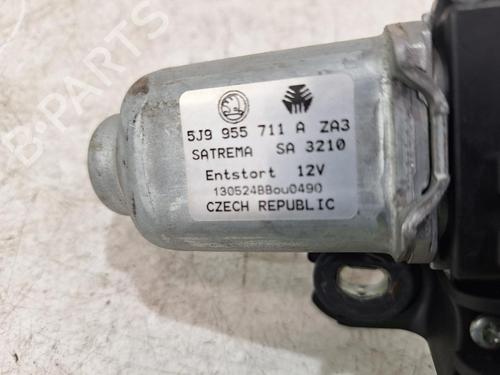 5J9 955 711 A ZA3
SATREMA SA 3210
Entstort 12V
130524BBou0490
CZECH REPUBLIC